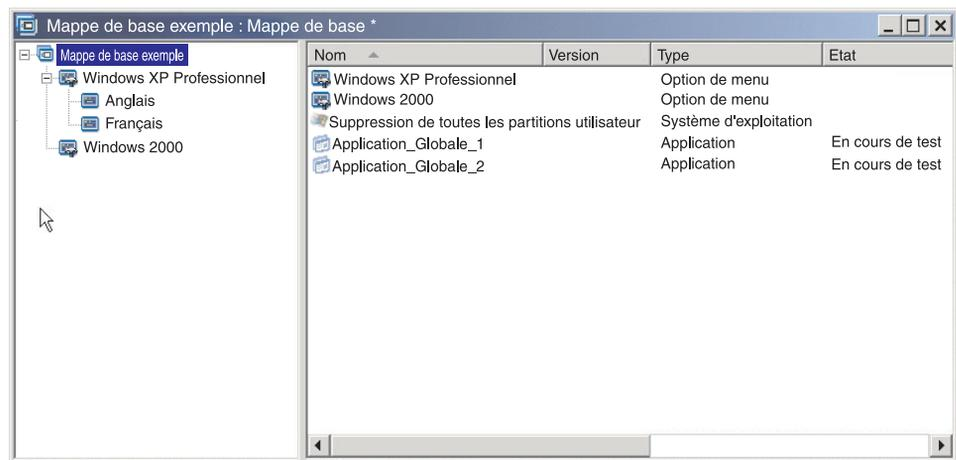 Mappe de base exemple : Mappe de base *
Mappe de base exemple
Windows XP Professionnel
Anglais
Français
Windows 2000
Nom Version Type Etat
Windows XP Professionnel Option de menu
Windows 2000 Option de menu
Suppression de toutes les partitions utilisateur Système d'exploitation
Application_Globale_1 Application En cours de test
Application_Globale_2 Application En cours de test